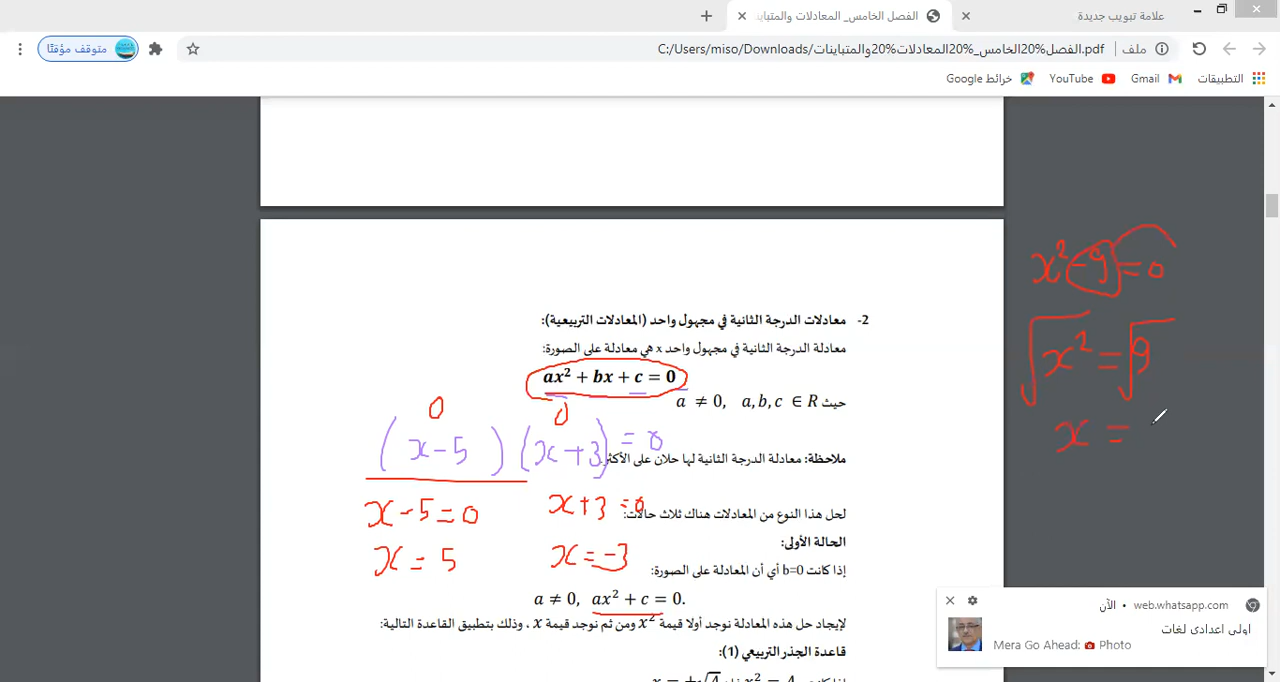 علامة تبويب جديدة
الفصل الخامس_ المعادلات والمتباينا
متوقف مؤقتًا
ملف
C:/Users/miso/Downloads/الفصل%20الخامس_%20المعادلات%20والمتباينات.pdf
التطبيقات
Gmail
YouTube
خرائط Google
2- معادلات الدرجة الثانية في مجهول واحد (المعادلات التربيعية):
معادلة الدرجة الثانية في مجهول واحد x هي معادلة على الصورة:
ax² + bx + c = 0
حيث a ≠ 0, a, b, c ∈ R
0 0
(x-5)(x+3) = 0
ملاحظة: معادلة الدرجة الثانية لها حلان على الأكثر
x-5=0 x+3=0
لحل هذا النوع من المعادلات هناك ثلاث حالات:
الحالة الأولى:
x=5 x=-3
إذا كانت b=0 أي أن المعادلة على الصورة:
a ≠ 0, ax² + c = 0.
لإيجاد حل هذه المعادلة نوجد أولا قيمة x² ومن ثم نوجد قيمة x ، وذلك بتطبيق القاعدة التالية:
قاعدة الجذر التربيعي (1):
x²-9=0
√x²=√9
x=
web.whatsapp.com • الآن
اولى اعدادى لغات
Mera Go Ahead: Photo